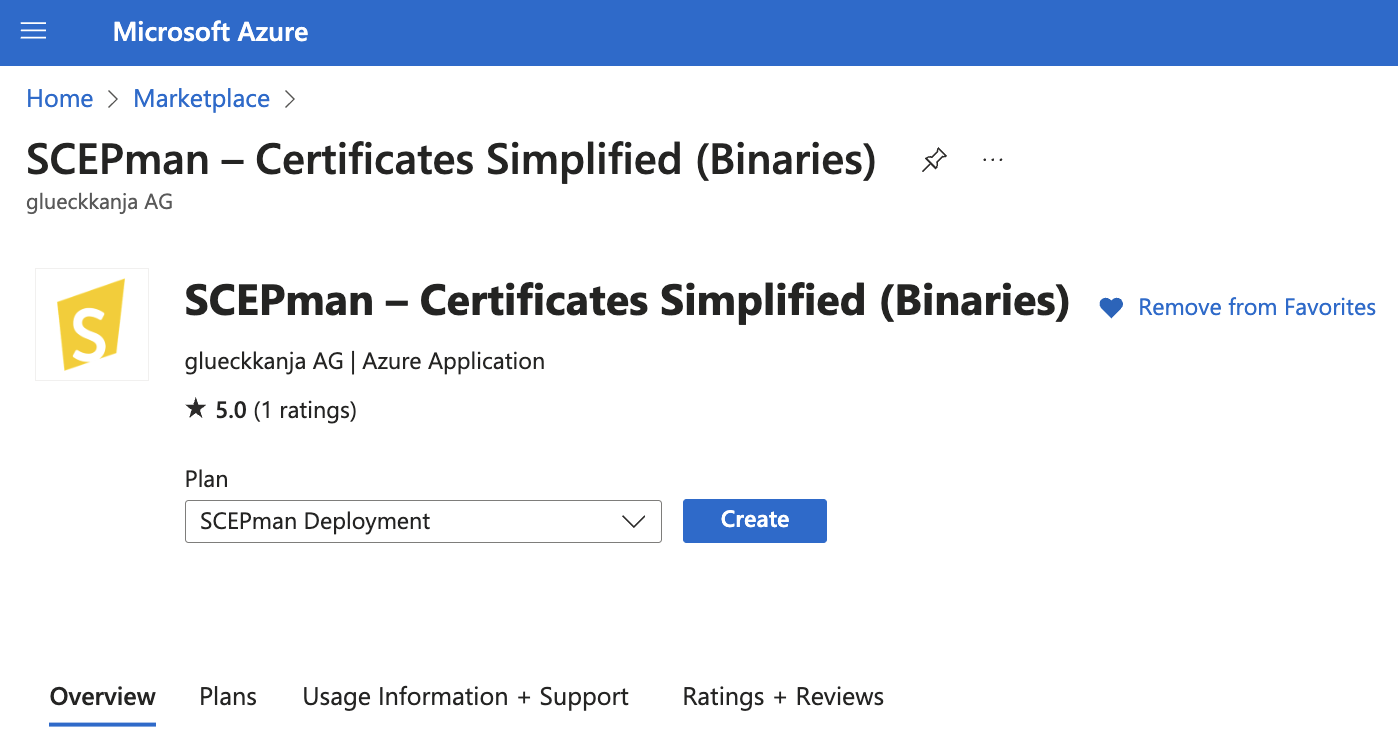 Microsoft Azure
Home > Marketplace >
SCEPman – Certificates Simplified (Binaries) ...
glueckkanja AG
S
SCEPman – Certificates Simplified (Binaries)
Remove from Favorites
glueckkanja AG | Azure Application
★ 5.0 (1 ratings)
Plan
SCEPman Deployment
Create
Overview Plans Usage Information + Support Ratings + Reviews